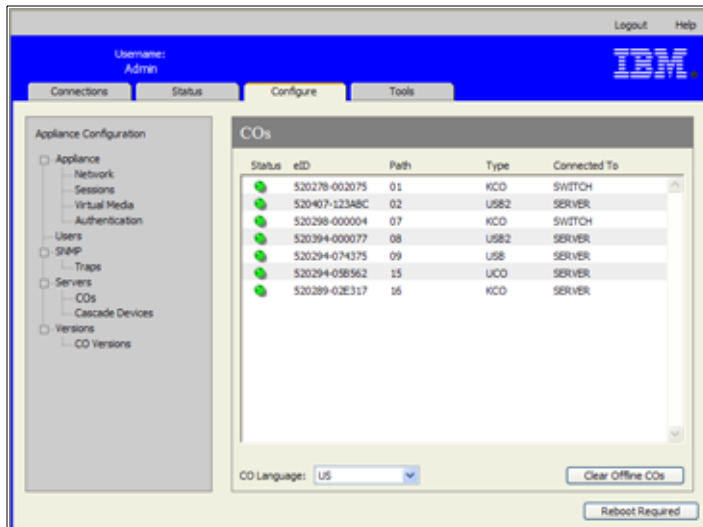 Logout Help
Username:
Admin
IBM.
Connections Status Configure Tools
Appliance Configuration
Appliance
Network
Sessions
Virtual Media
Authentication
Users
SNMP
Traps
Servers
COs
Cascade Devices
Versions
CO Versions
COs
Status eID Path Type Connected To
520278-002075 01 KCO SWITCH
520407-123ABC 02 USB2 SERVER
520298-000004 07 KCO SWITCH
520394-000077 08 USB2 SERVER
520294-074375 09 USB SERVER
520294-05B562 15 UCO SERVER
520289-02E317 16 KCO SERVER
CO Language: US Clear Offline COs
Reboot Required